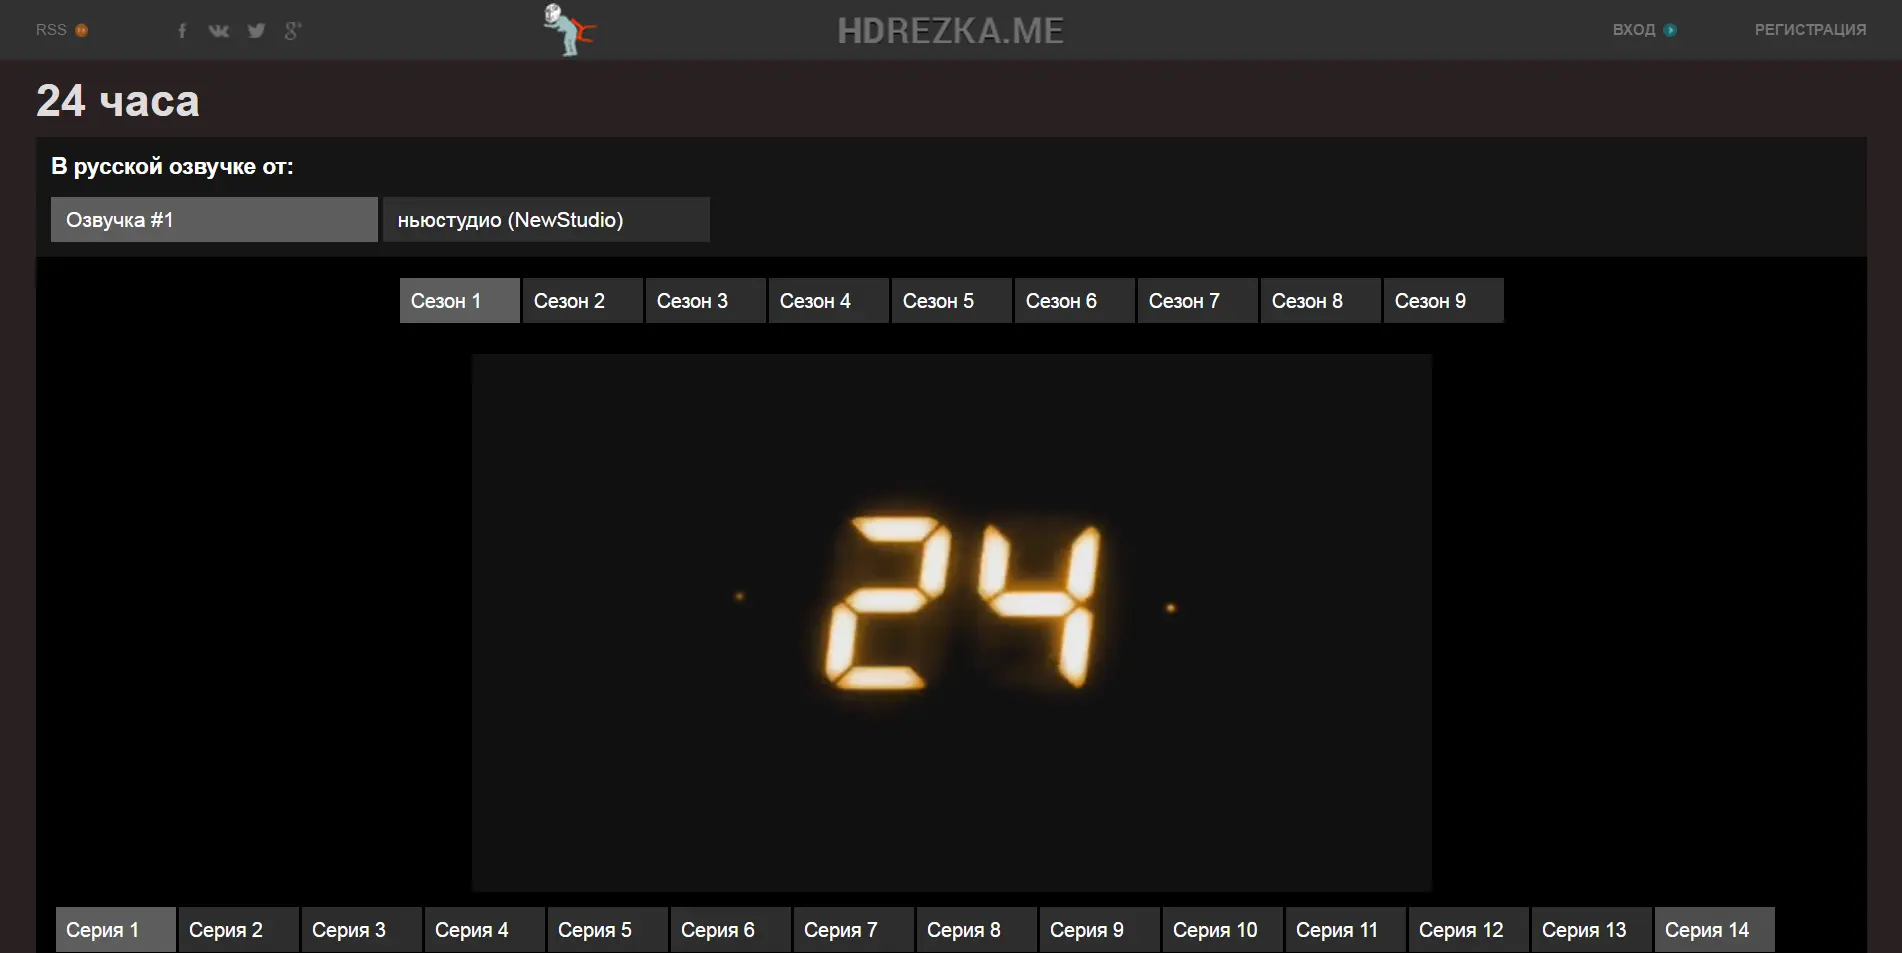 RSS HDREZKA.ME ВХОД РЕГИСТРАЦИЯ
24 часа
В русской озвучке от:
Озвучка #1 ньюстудио (NewStudio)
Сезон 1 Сезон 2 Сезон 3 Сезон 4 Сезон 5 Сезон 6 Сезон 7 Сезон 8 Сезон 9
24
Серия 1 Серия 2 Серия 3 Серия 4 Серия 5 Серия 6 Серия 7 Серия 8 Серия 9 Серия 10 Серия 11 Серия 12 Серия 13 Серия 14